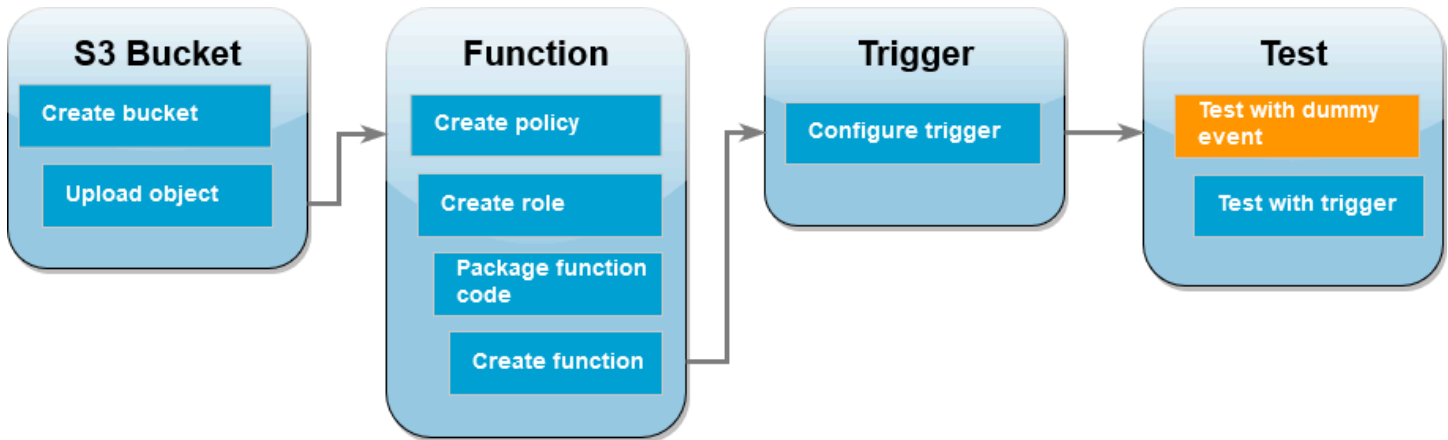 S3 Bucket
Create bucket
Upload object
Function
Create policy
Create role
Package function
code
Create function
Trigger
Configure trigger
Test
Test with dummy
event
Test with trigger